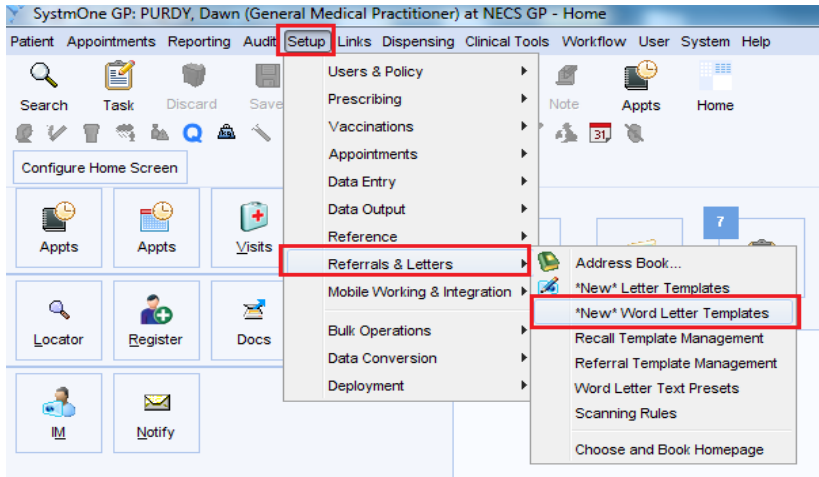 SystmOne GP: PURDY, Dawn (General Medical Practitioner) at NECS GP - Home
Patient Appointments Reporting Audit Setup Links Dispensing Clinical Tools Workflow User System Help
Search Task Discard Save Note Appts Home
31
Configure Home Screen
Appts Appts Visits
Locator Register Docs
IM Notify
7
Users & Policy
Prescribing
Vaccinations
Appointments
Data Entry
Data Output
Reference
Referrals & Letters
Mobile Working & Integration
Bulk Operations
Data Conversion
Deployment
Address Book...
*New* Letter Templates
*New* Word Letter Templates
Recall Template Management
Referral Template Management
Word Letter Text Presets
Scanning Rules
Choose and Book Homepage